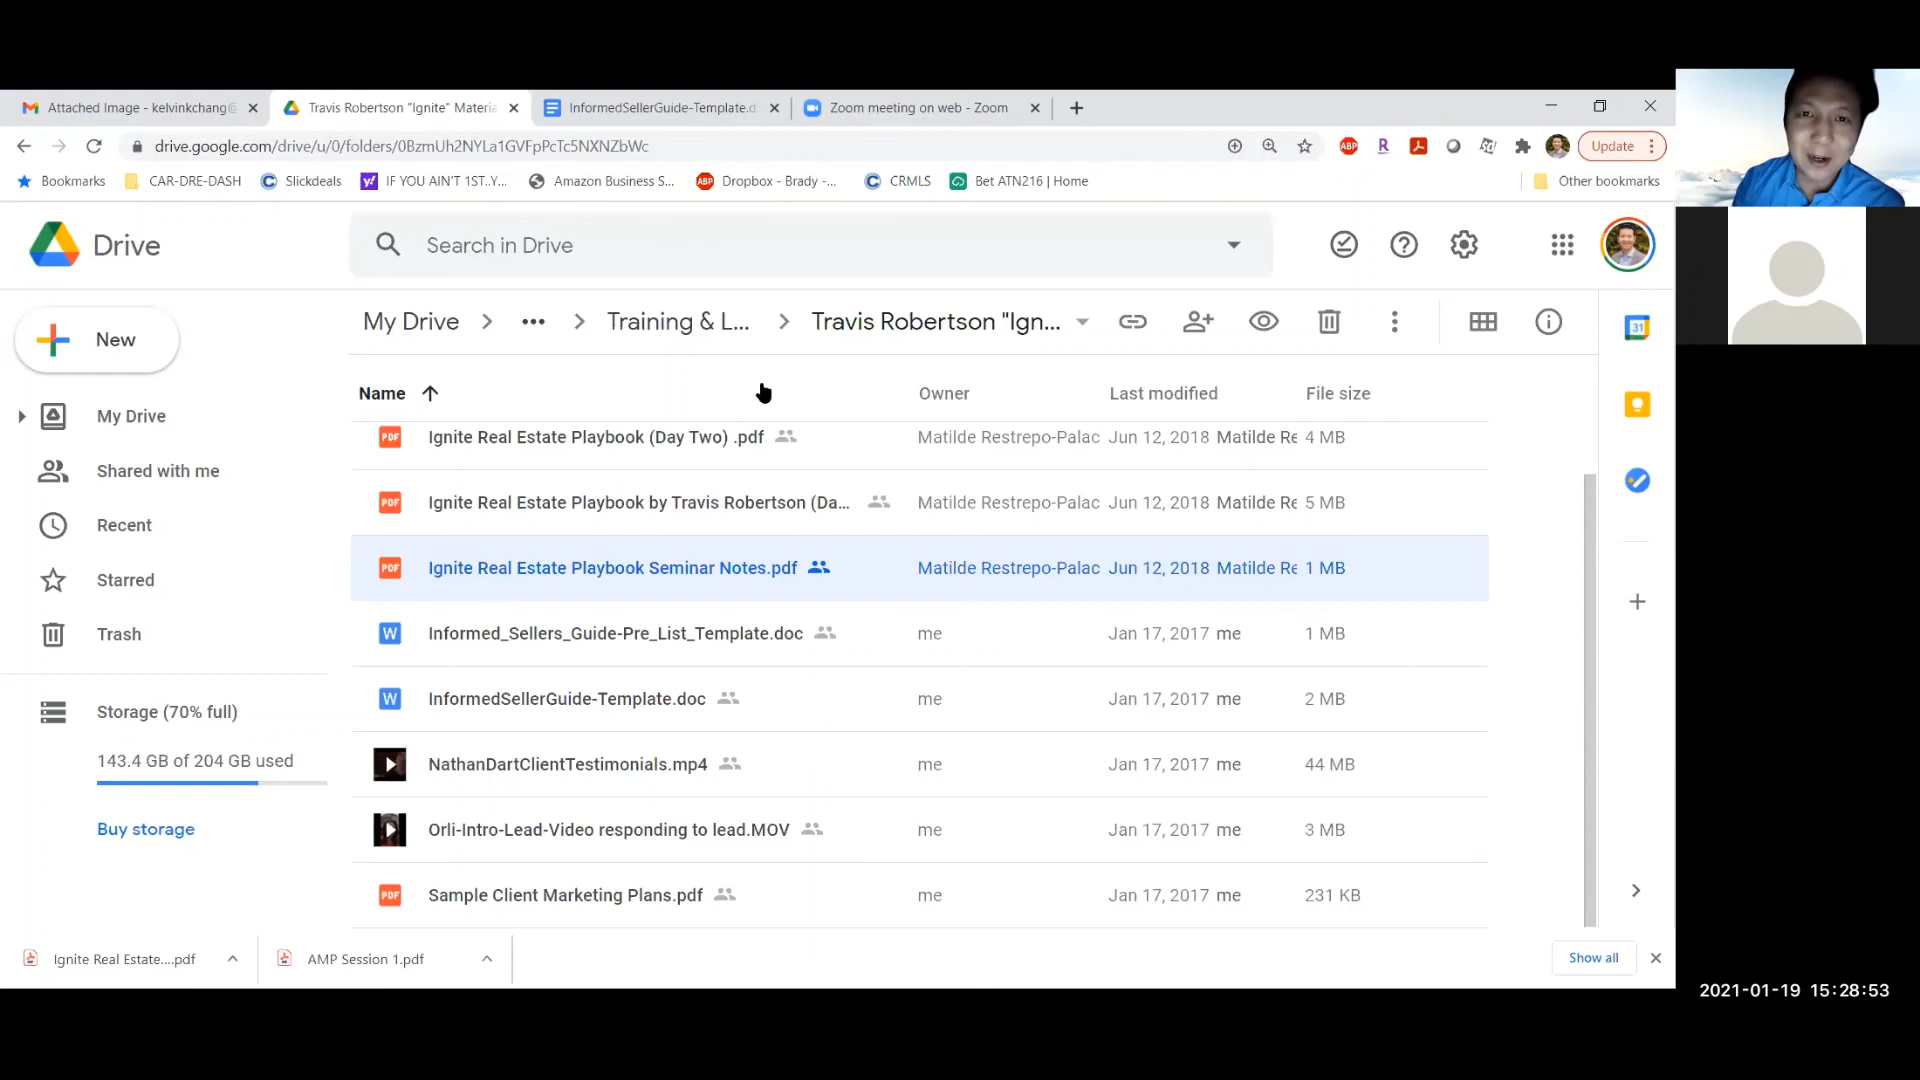 Attached Image - kelvinkchang@
Travis Robertson "Ignite" Materia
InformedSellerGuide-Template.d
Zoom meeting on web - Zoom
drive.google.com/drive/u/0/folders/0BzmUh2NYLa1GVFpPcTc5NXNZbWc
ABP
R
Update
Bookmarks
CAR-DRE-DASH
Slickdeals
IF YOU AIN'T 1ST..Y...
Amazon Business S...
ABP
Dropbox - Brady -...
CRMLS
Bet ATN216 | Home
Other bookmarks
Drive
Search in Drive
New
My Drive
Training & L...
Travis Robertson "Ign...
31
Name
Owner
Last modified
File size
My Drive
Shared with me
Recent
Starred
Trash
Storage (70% full)
143.4 GB of 204 GB used
Buy storage
PDF Ignite Real Estate Playbook (Day Two) .pdf Matilde Restrepo-Palac Jun 12, 2018 Matilde Re 4 MB
PDF Ignite Real Estate Playbook by Travis Robertson (Da... Matilde Restrepo-Palac Jun 12, 2018 Matilde Re 5 MB
PDF Ignite Real Estate Playbook Seminar Notes.pdf Matilde Restrepo-Palac Jun 12, 2018 Matilde Re 1 MB
W Informed_Sellers_Guide-Pre_List_Template.doc me Jan 17, 2017 me 1 MB
W InformedSellerGuide-Template.doc me Jan 17, 2017 me 2 MB
NathanDartClientTestimonials.mp4 me Jan 17, 2017 me 44 MB
Orli-Intro-Lead-Video responding to lead.MOV me Jan 17, 2017 me 3 MB
PDF Sample Client Marketing Plans.pdf me Jan 17, 2017 me 231 KB
Ignite Real Estate....pdf
AMP Session 1.pdf
Show all
2021-01-19 15:28:53